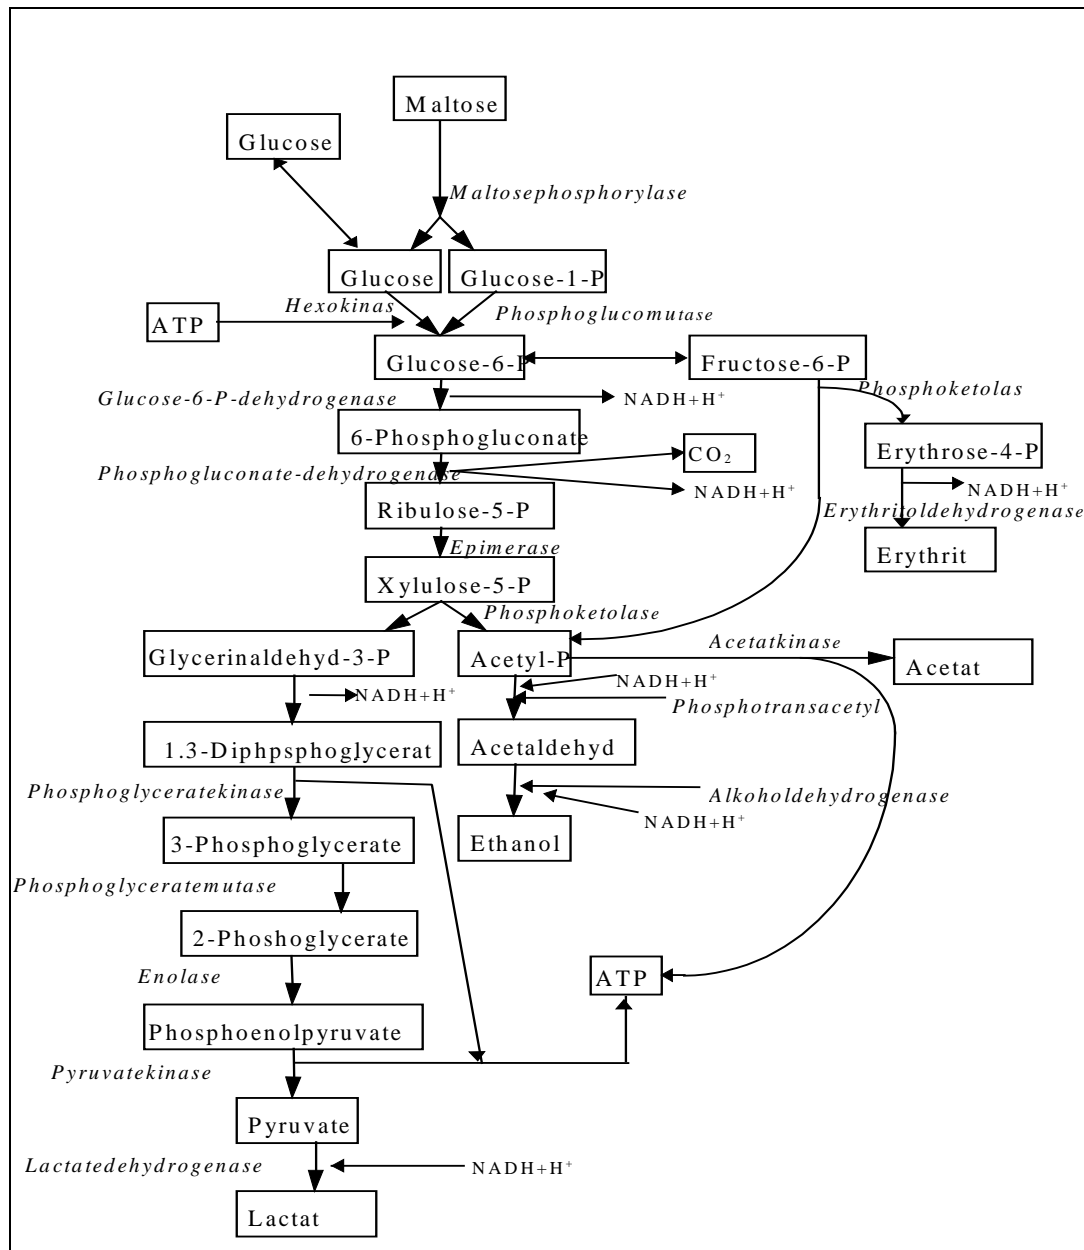 Maltose
Glucose
Maltosephosphorylase
Glucose
Glucose-1-P
Hexokinas
ATP
Phosphoglucomutase
Glucose-6-P
Fructose-6-P
Phosphoketolas
Glucose-6-P-dehydrogenase
NADH+H⁺
6-Phosphogluconate
Erythrose-4-P
CO₂
Phosphogluconate-dehydrogenase
NADH+H⁺
NADH+H⁺
Ribulose-5-P
Erythritoldehydrogenase
Epimerase
Erythrit
Xylulose-5-P
Phosphoketolase
Acetatkinase
Glycerinaldehyd-3-P
Acetyl-P
Acetat
NADH+H⁺
NADH+H⁺
Phosphotransacetyl
1.3-Diphpsphoglycerat
Acetaldehyd
Phosphoglyceratekinase
Alkoholdehydrogenase
NADH+H⁺
3-Phosphoglycerate
Ethanol
Phosphoglyceratemutase
2-Phoshoglycerate
Enolase
ATP
Phosphoenolpyruvate
Pyruvatekinase
Pyruvate
Lactatedehydrogenase
NADH+H⁺
Lactat